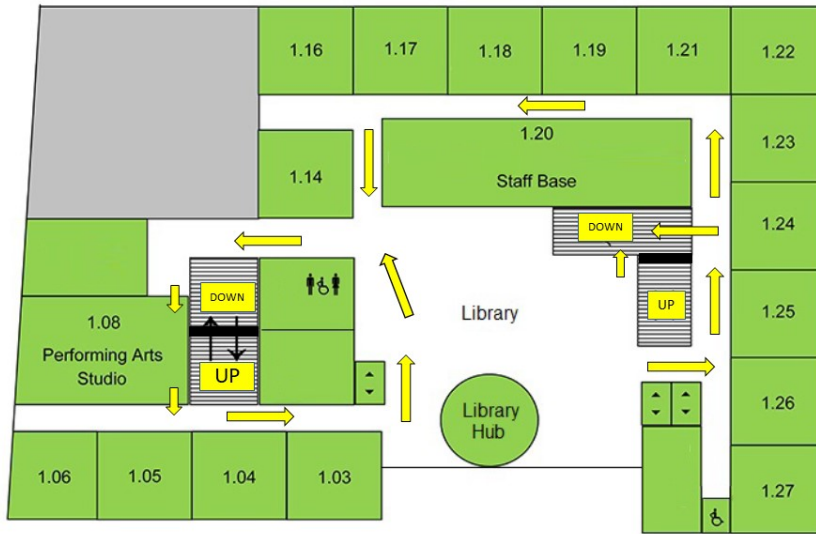 1.16
1.17
1.18
1.19
1.21
1.22
1.20
Staff Base
1.23
1.14
1.24
DOWN
DOWN
UP
1.25
Library
1.08
Performing Arts
Studio
UP
1.26
Library
Hub
1.06
1.05
1.04
1.03
1.27